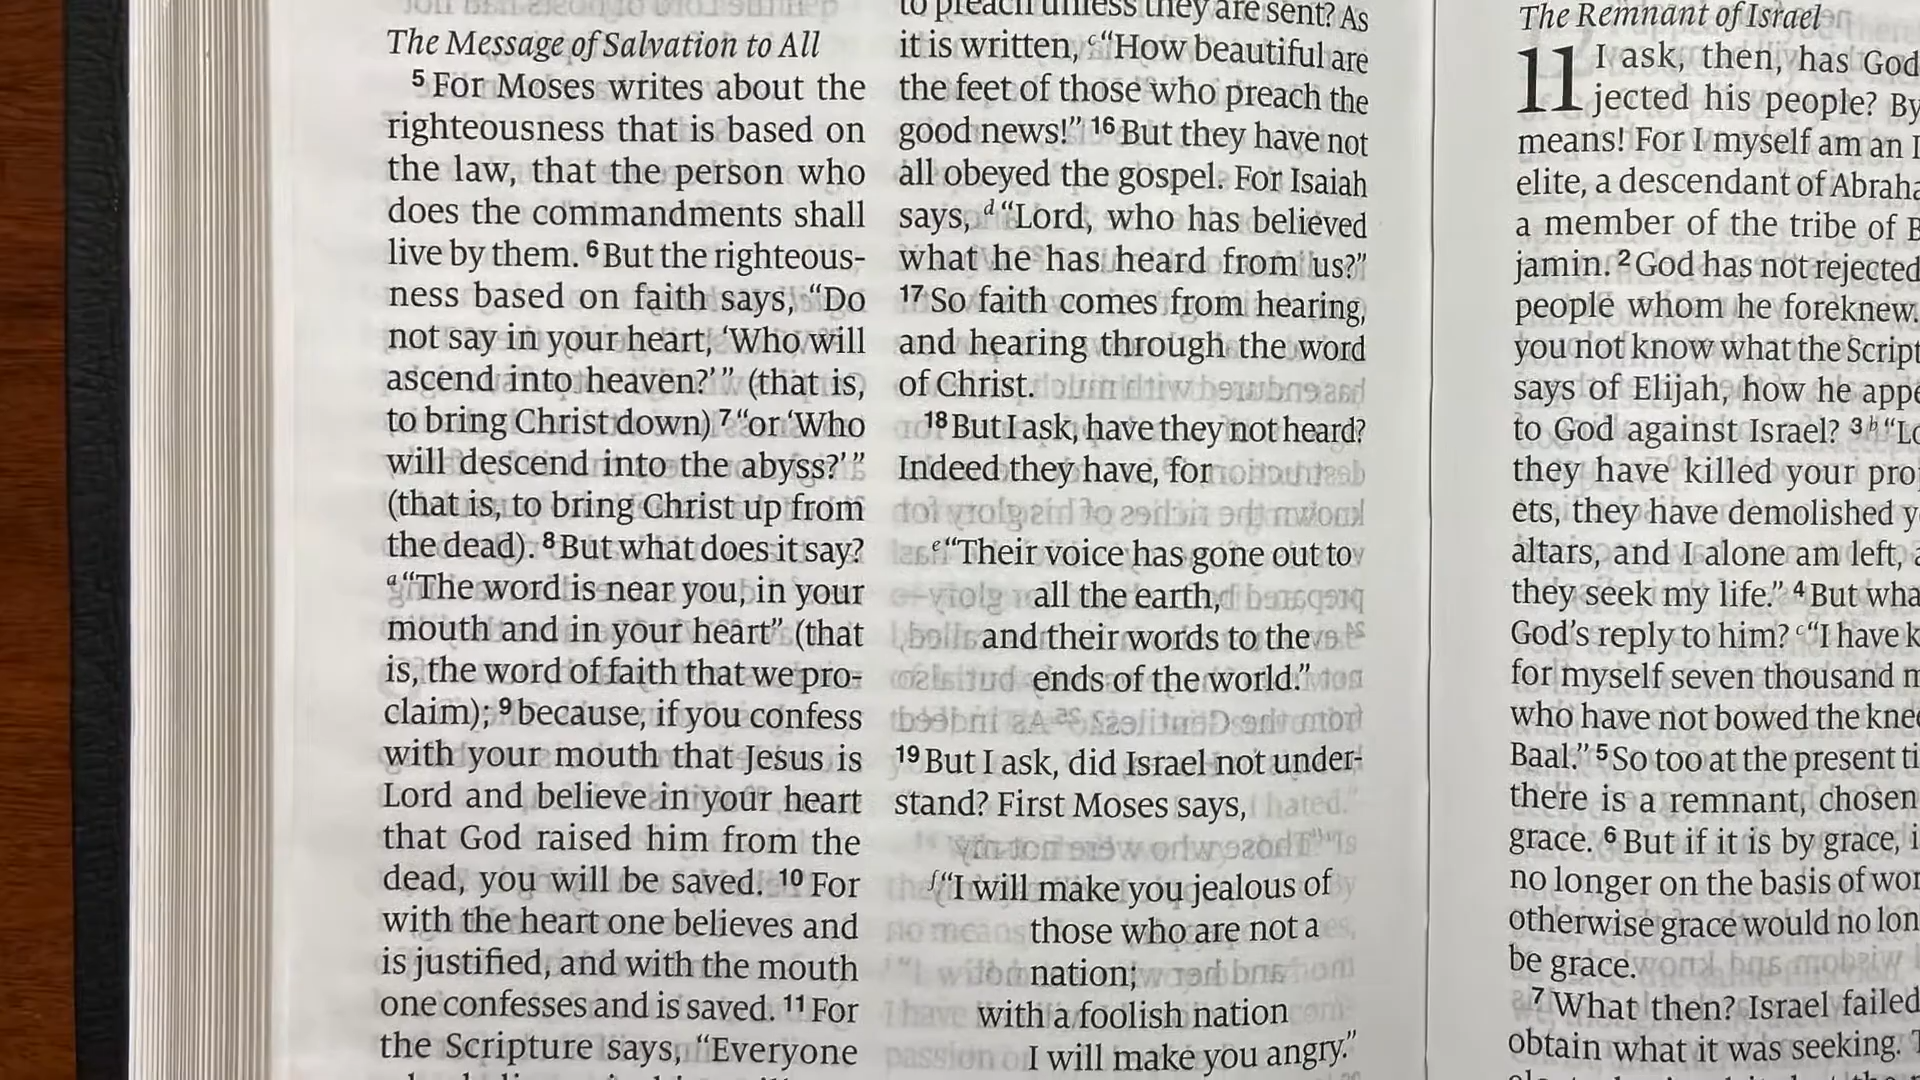 The Message of Salvation to All
5 For Moses writes about the
righteousness that is based on
the law, that the person who
does the commandments shall
live by them. 6 But the righteous-
ness based on faith says, “Do
not say in your heart, ‘Who will
ascend into heaven?’” (that is,
to bring Christ down) 7 “or ‘Who
will descend into the abyss?’”
(that is, to bring Christ up from
the dead). 8 But what does it say?
a “The word is near you, in your
mouth and in your heart” (that
is, the word of faith that we pro-
claim); 9 because, if you confess
with your mouth that Jesus is
Lord and believe in your heart
that God raised him from the
dead, you will be saved. 10 For
with the heart one believes and
is justified, and with the mouth
one confesses and is saved. 11 For
the Scripture says, “Everyone
to preach unless they are sent? As
it is written, c “How beautiful are
the feet of those who preach the
good news!” 16 But they have not
all obeyed the gospel. For Isaiah
says, d “Lord, who has believed
what he has heard from us?”
17 So faith comes from hearing,
and hearing through the word
of Christ.
18 But I ask, have they not heard?
Indeed they have, for
e “Their voice has gone out to
all the earth,
and their words to the
ends of the world.”
19 But I ask, did Israel not under-
stand? First Moses says,
f “I will make you jealous of
those who are not a
nation;
with a foolish nation
I will make you angry.”
The Remnant of Israel
11 I ask, then, has God
jected his people? By
means! For I myself am an
elite, a descendant of
a member of the tribe of
jamin. 2 God has not rejected
people whom he foreknew.
you not know what the
says of Elijah, how he
to God against Israel? 3 b
they have killed your
ets, they have demolished
altars, and I alone am left,
they seek my life.” 4 But
God’s reply to him? c “I have
for myself seven thousand
who have not bowed the
Baal.” 5 So too at the present
there is a remnant, chosen
grace. 6 But if it is by grace,
no longer on the basis of
otherwise grace would no
be grace.
7 What then? Israel failed
obtain what it was seeking.